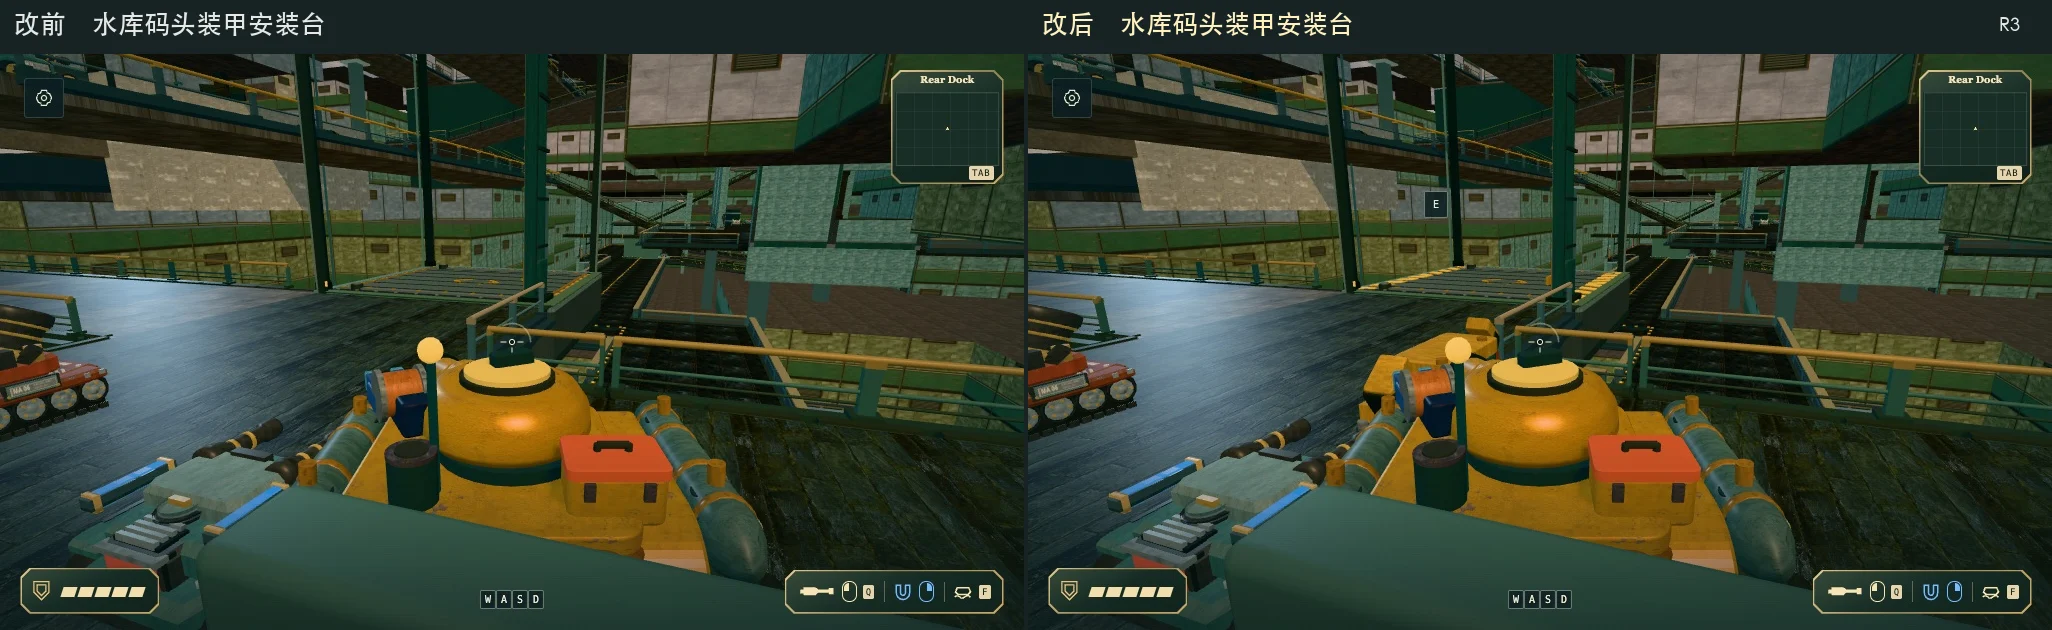 改前 水库码头装甲安装台
改后 水库码头装甲安装台
R3
Rear Dock
TAB
Q
F
W A S D
Rear Dock
TAB
E
Q
F
W A S D